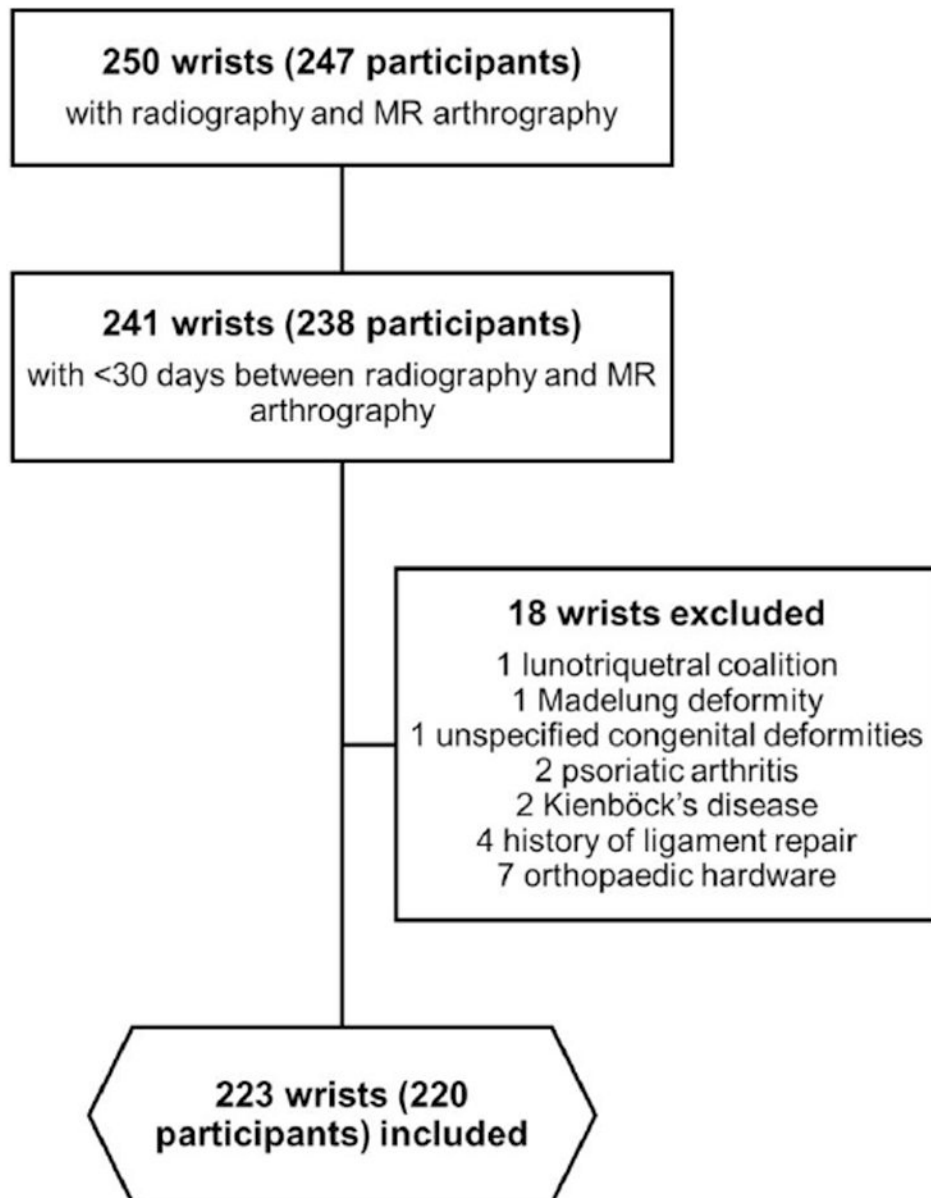 250 wrists (247 participants)
with radiography and MR arthrography
241 wrists (238 participants)
with <30 days between radiography and MR
arthrography
18 wrists excluded
1 lunotriquetral coalition
1 Madelung deformity
1 unspecified congenital deformities
2 psoriatic arthritis
2 Kienböck's disease
4 history of ligament repair
7 orthopaedic hardware
223 wrists (220
participants) included